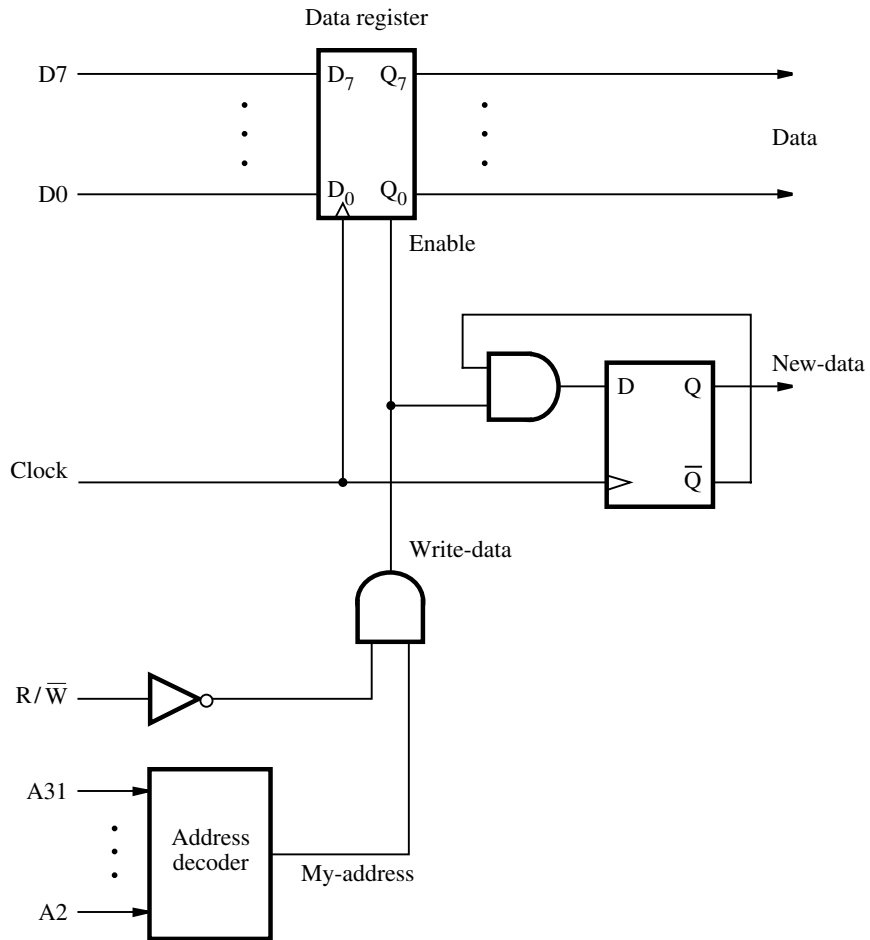 Data register
D7
D₇ Q₇
Data
D0
D₀ Q₀
Enable
New-data
D Q
Clock
Q̅
Write-data
R / W̅
A31
Address
decoder
My-address
A2